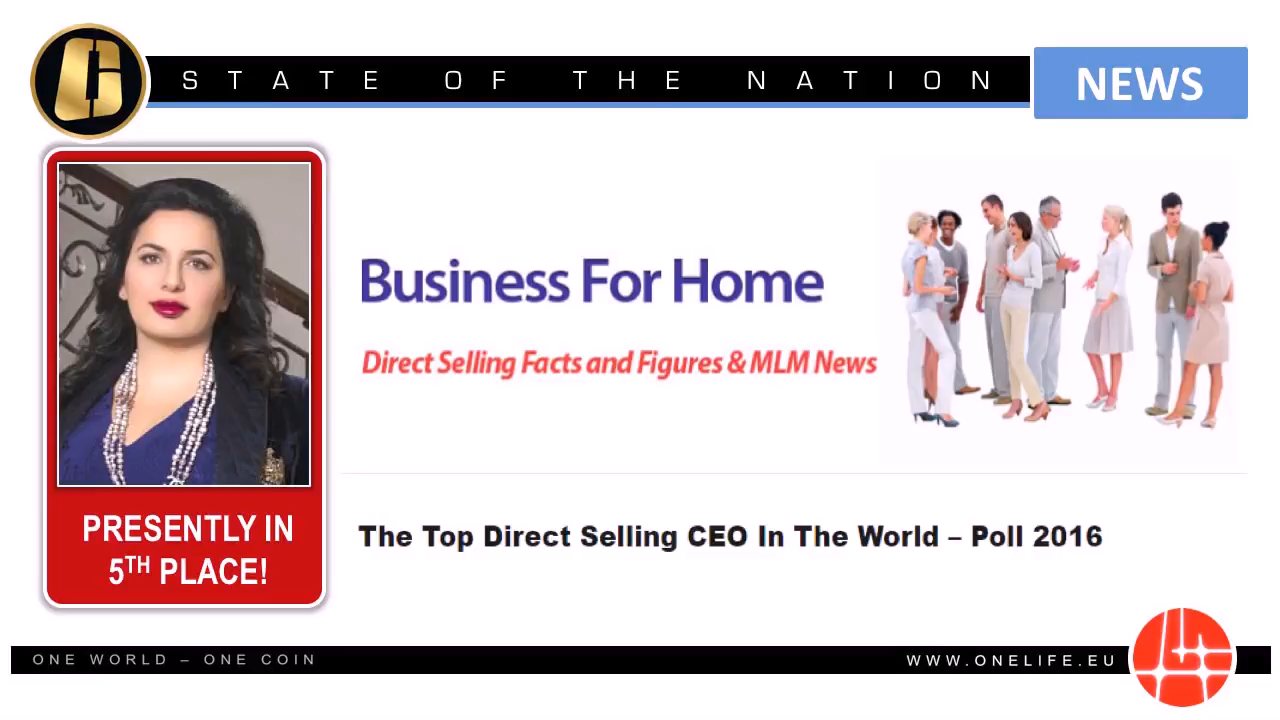 STATE OF THE NATION
NEWS
Business For Home
Direct Selling Facts and Figures & MLM News
PRESENTLY IN
5TH PLACE!
The Top Direct Selling CEO In The World – Poll 2016
ONE WORLD – ONE COIN
WWW.ONELIFE.EU